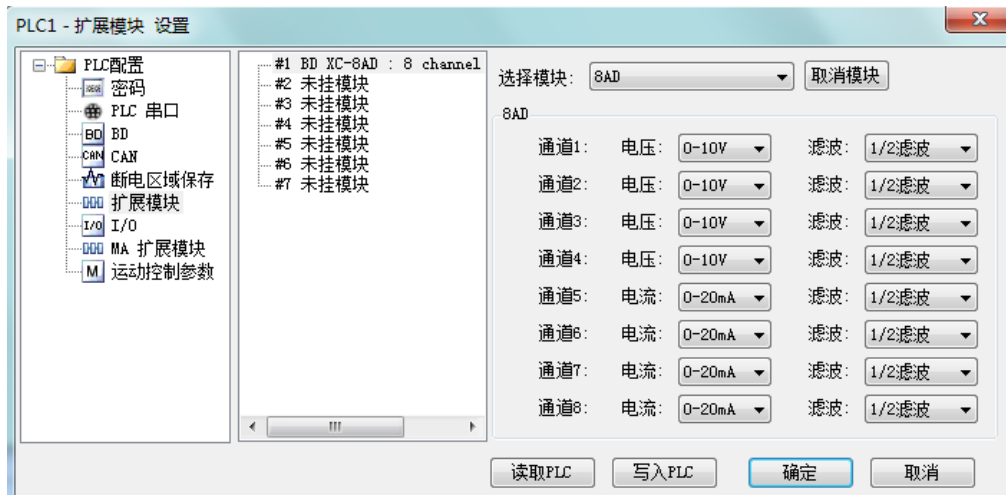 PLC1 - 扩展模块 设置
PLC配置
密码
PLC 串口
BD BD
CAN CAN
断电区域保存
扩展模块
I/O I/O
MA 扩展模块
M 运动控制参数
#1 BD XC-8AD : 8 channel
#2 未挂模块
#3 未挂模块
#4 未挂模块
#5 未挂模块
#6 未挂模块
#7 未挂模块
选择模块: 8AD 取消模块
8AD
通道1: 电压: 0-10V 滤波: 1/2滤波
通道2: 电压: 0-10V 滤波: 1/2滤波
通道3: 电压: 0-10V 滤波: 1/2滤波
通道4: 电压: 0-10V 滤波: 1/2滤波
通道5: 电流: 0-20mA 滤波: 1/2滤波
通道6: 电流: 0-20mA 滤波: 1/2滤波
通道7: 电流: 0-20mA 滤波: 1/2滤波
通道8: 电流: 0-20mA 滤波: 1/2滤波
读取PLC 写入PLC 确定 取消